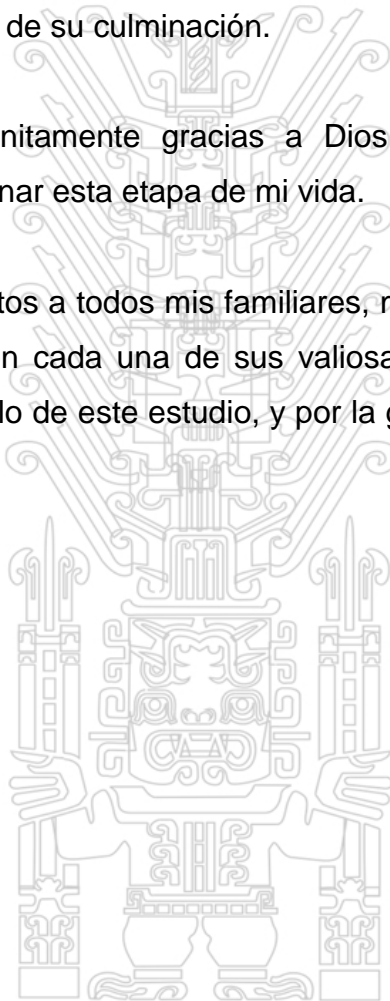 de su culminación.
nitamente gracias a Dios
nar esta etapa de mi vida.
tos a todos mis familiares,
n cada una de sus
lo de este estudio, y por la